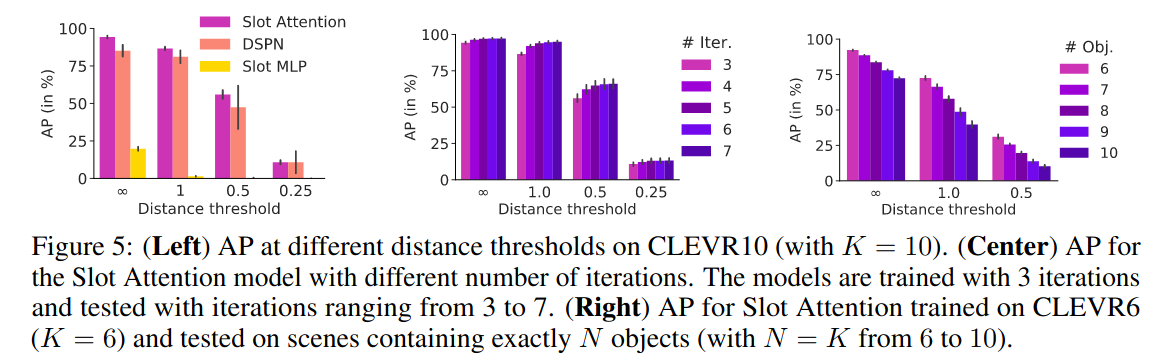 Slot Attention
DSPN
Slot MLP
AP (in %)
100
75
50
25
0
∞ 1 0.5 0.25
Distance threshold
# Iter.
3
4
5
6
7
AP (in %)
100
75
50
25
0
∞ 1.0 0.5 0.25
Distance threshold
# Obj.
6
7
8
9
10
AP (in %)
100
75
50
25
0
∞ 1.0 0.5
Distance threshold
Figure 5: (Left) AP at different distance thresholds on CLEVR10 (with K = 10). (Center) AP for
the Slot Attention model with different number of iterations. The models are trained with 3 iterations
and tested with iterations ranging from 3 to 7. (Right) AP for Slot Attention trained on CLEVR6
(K = 6) and tested on scenes containing exactly N objects (with N = K from 6 to 10).